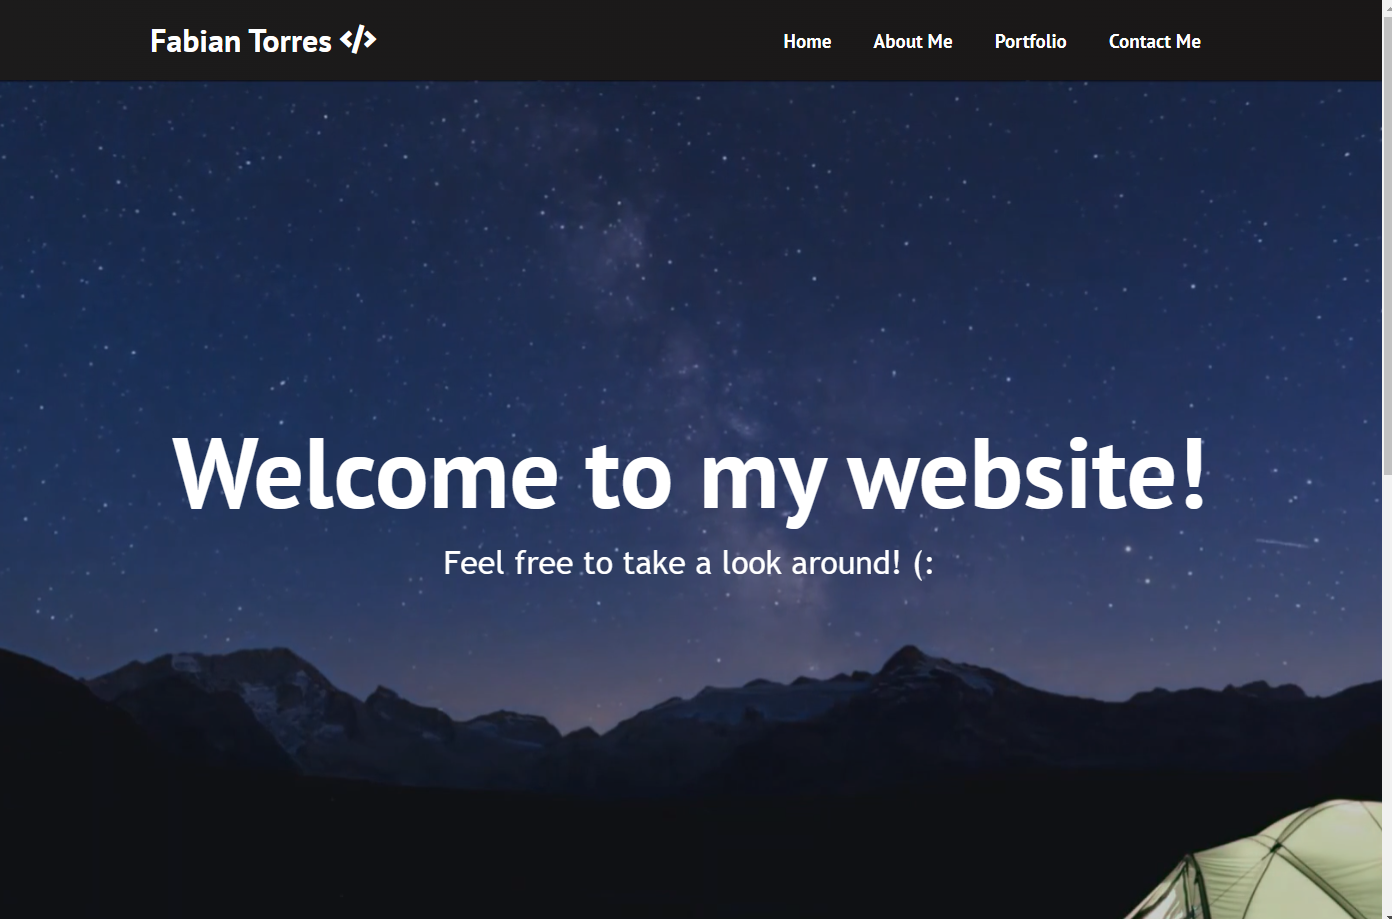 Fabian Torres </>
Home About Me Portfolio Contact Me
Welcome to my website!
Feel free to take a look around! (: